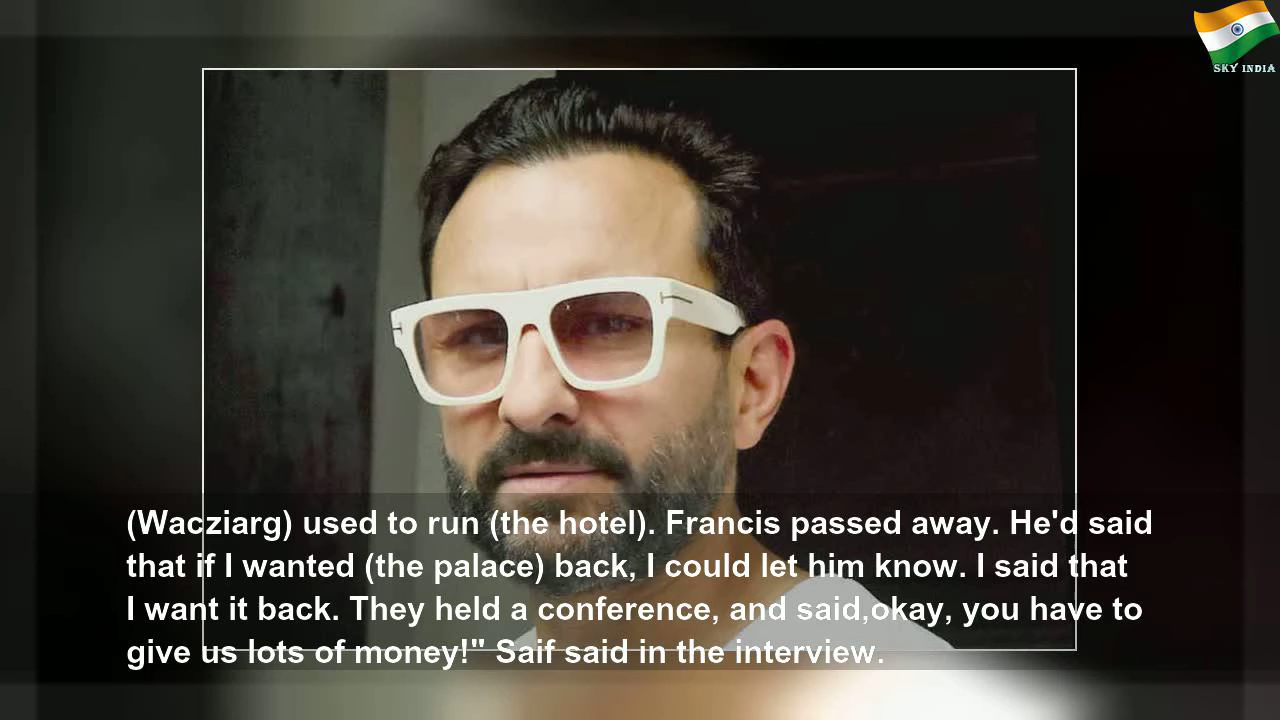 SKY INDIA
(Wacziarg) used to run (the hotel). Francis passed away. He'd said
that if I wanted (the palace) back, I could let him know. I said that
I want it back. They held a conference, and said,okay, you have to
give us lots of money!" Saif said in the interview.